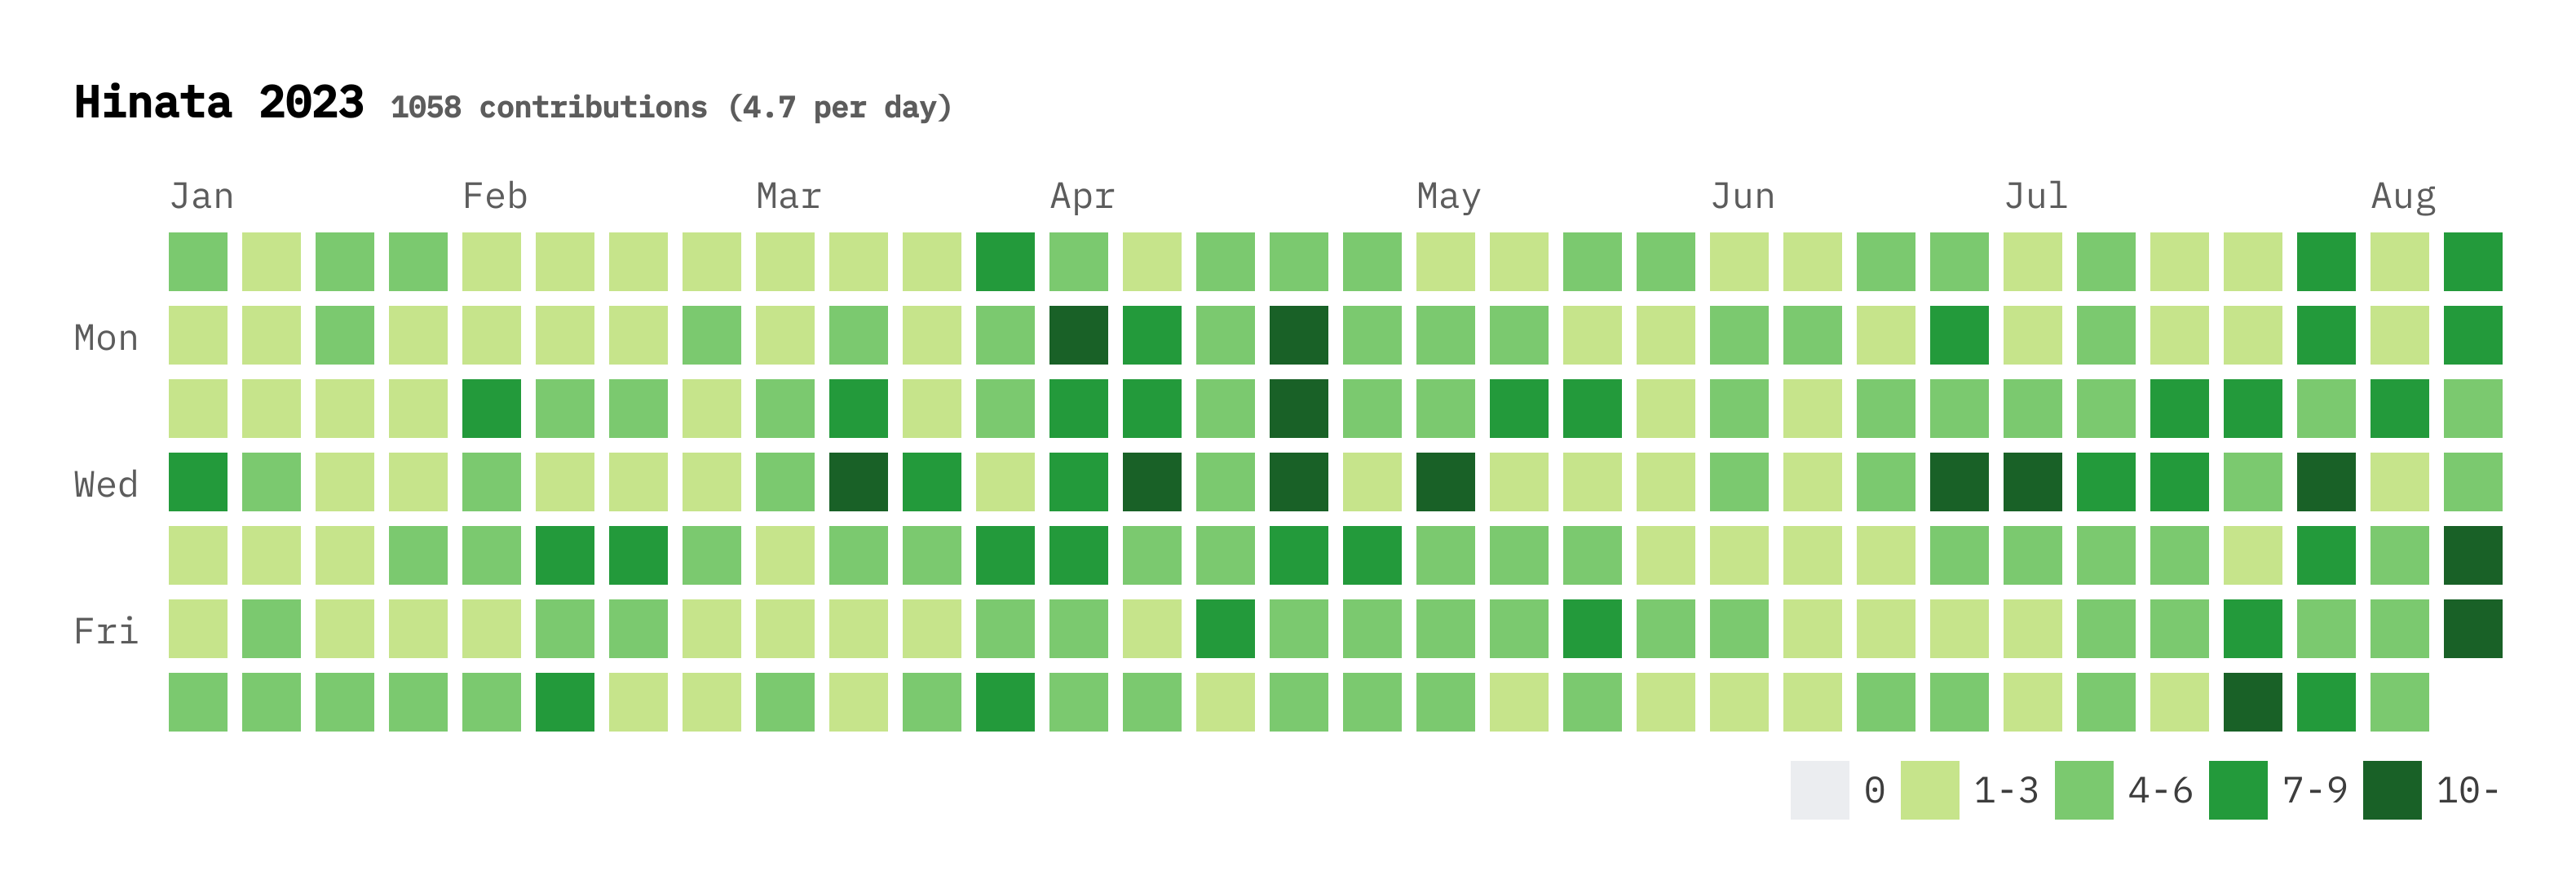 Hinata 2023 1058 contributions (4.7 per day)
Jan Feb Mar Apr May Jun Jul Aug
Mon
Wed
Fri
0 1-3 4-6 7-9 10-